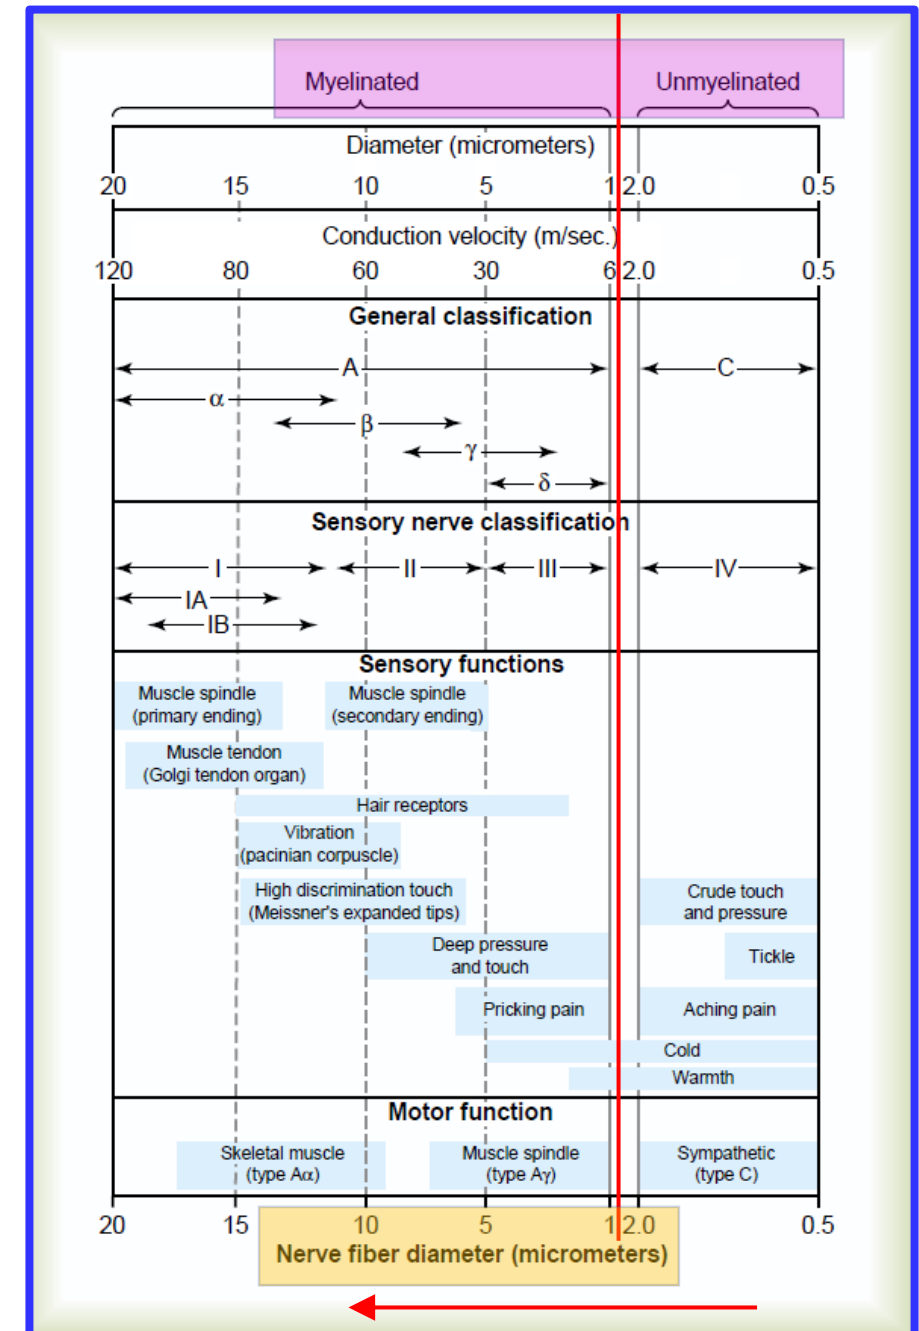 Myelinated Unmyelinated
Diameter (micrometers)
20 15 10 5 1 2.0 0.5
Conduction velocity (m/sec.)
120 80 60 30 6 2.0 0.5
General classification
A C
α
β
γ
δ
Sensory nerve classification
I II III IV
IA
IB
Sensory functions
Muscle spindle Muscle spindle
(primary ending) (secondary ending)
Muscle tendon
(Golgi tendon organ)
Hair receptors
Vibration
(pacinian corpuscle)
High discrimination touch Crude touch
(Meissner's expanded tips) and pressure
Deep pressure Tickle
and touch
Pricking pain Aching pain
Cold
Warmth
Motor function
Skeletal muscle Muscle spindle Sympathetic
(type Aα) (type Aγ) (type C)
20 15 10 5 1 2.0 0.5
Nerve fiber diameter (micrometers)